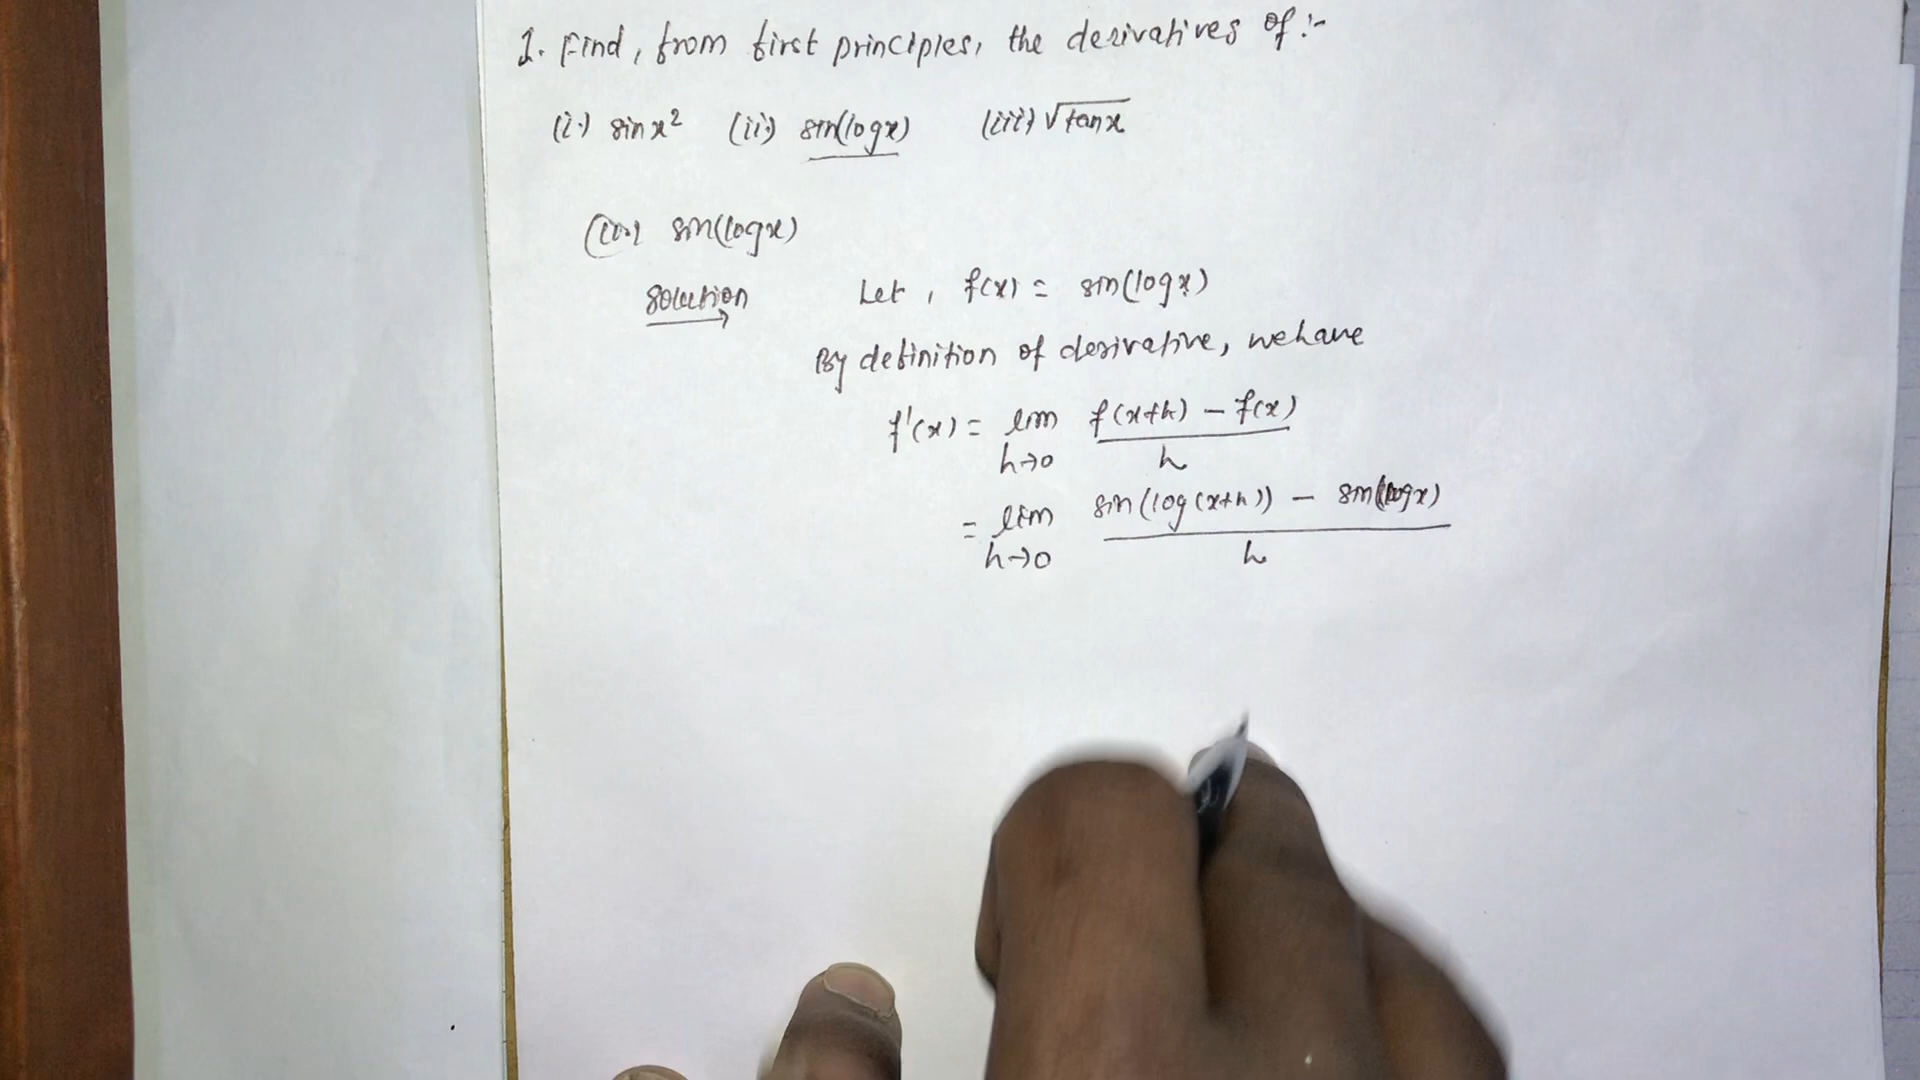 1. Find, from first principles, the derivatives of :-
(i.) sin x² (ii) sin(log x) (iii) √tan x
sin(log x)
Solution Let, f(x) = sin(log x)
By definition of derivative, we have
f'(x) = lim f(x+h) - f(x)
h→0 h
= lim sin(log(x+h)) - sin(log x)
h→0 h